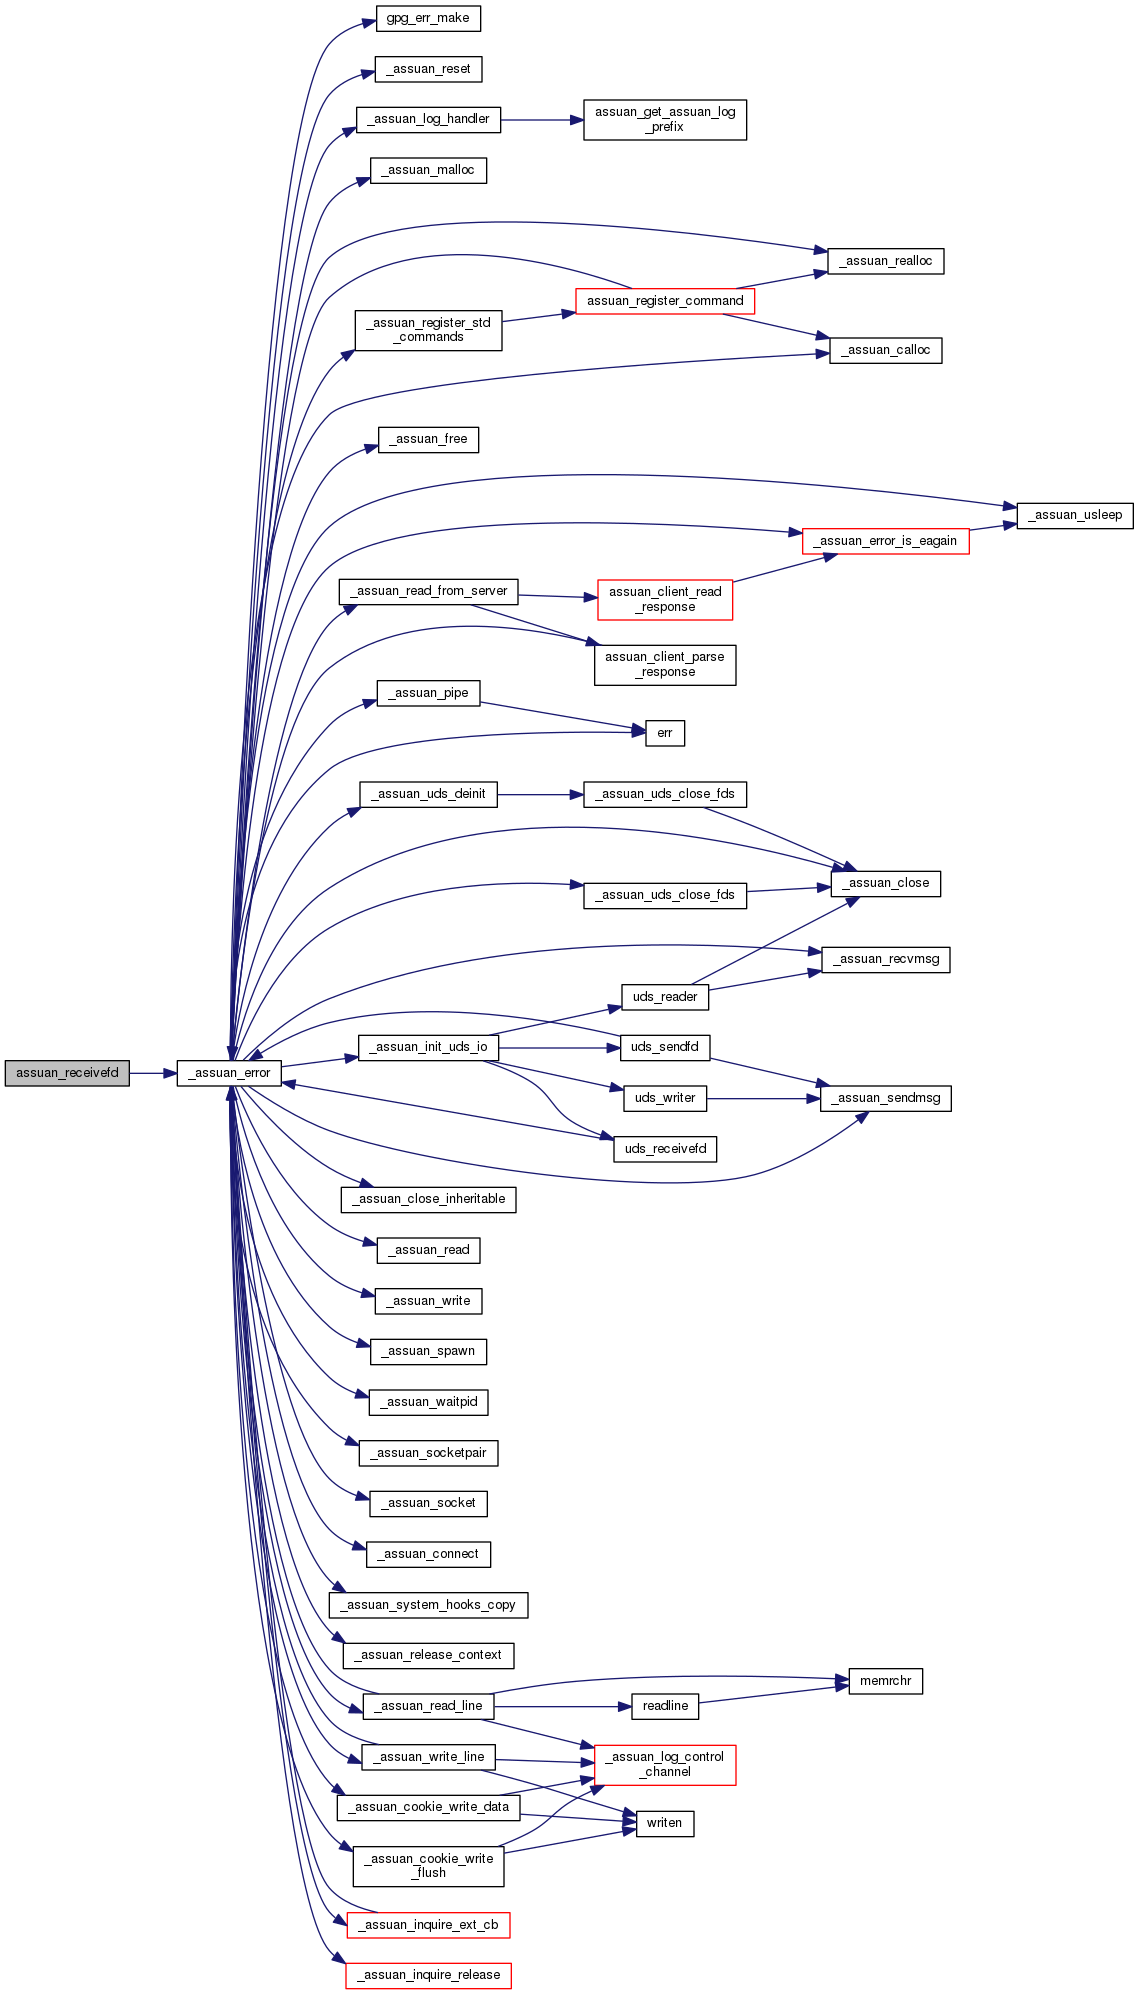 gpg_err_make
_assuan_reset
_assuan_log_handler
assuan_get_assuan_log
_prefix
_assuan_malloc
_assuan_realloc
assuan_register_command
_assuan_register_std
_commands
_assuan_calloc
_assuan_free
_assuan_usleep
_assuan_error_is_eagain
_assuan_read_from_server
assuan_client_read
_response
assuan_client_parse
_response
_assuan_pipe
err
_assuan_uds_deinit
_assuan_uds_close_fds
_assuan_close
_assuan_uds_close_fds
_assuan_recvmsg
uds_reader
_assuan_init_uds_io
uds_sendfd
assuan_receivefd
_assuan_error
uds_writer
_assuan_sendmsg
uds_receivefd
_assuan_close_inheritable
_assuan_read
_assuan_write
_assuan_spawn
_assuan_waitpid
_assuan_socketpair
_assuan_socket
_assuan_connect
_assuan_system_hooks_copy
_assuan_release_context
memrchr
_assuan_read_line
readline
_assuan_write_line
_assuan_log_control
_channel
_assuan_cookie_write_data
writen
_assuan_cookie_write
_flush
_assuan_inquire_ext_cb
_assuan_inquire_release